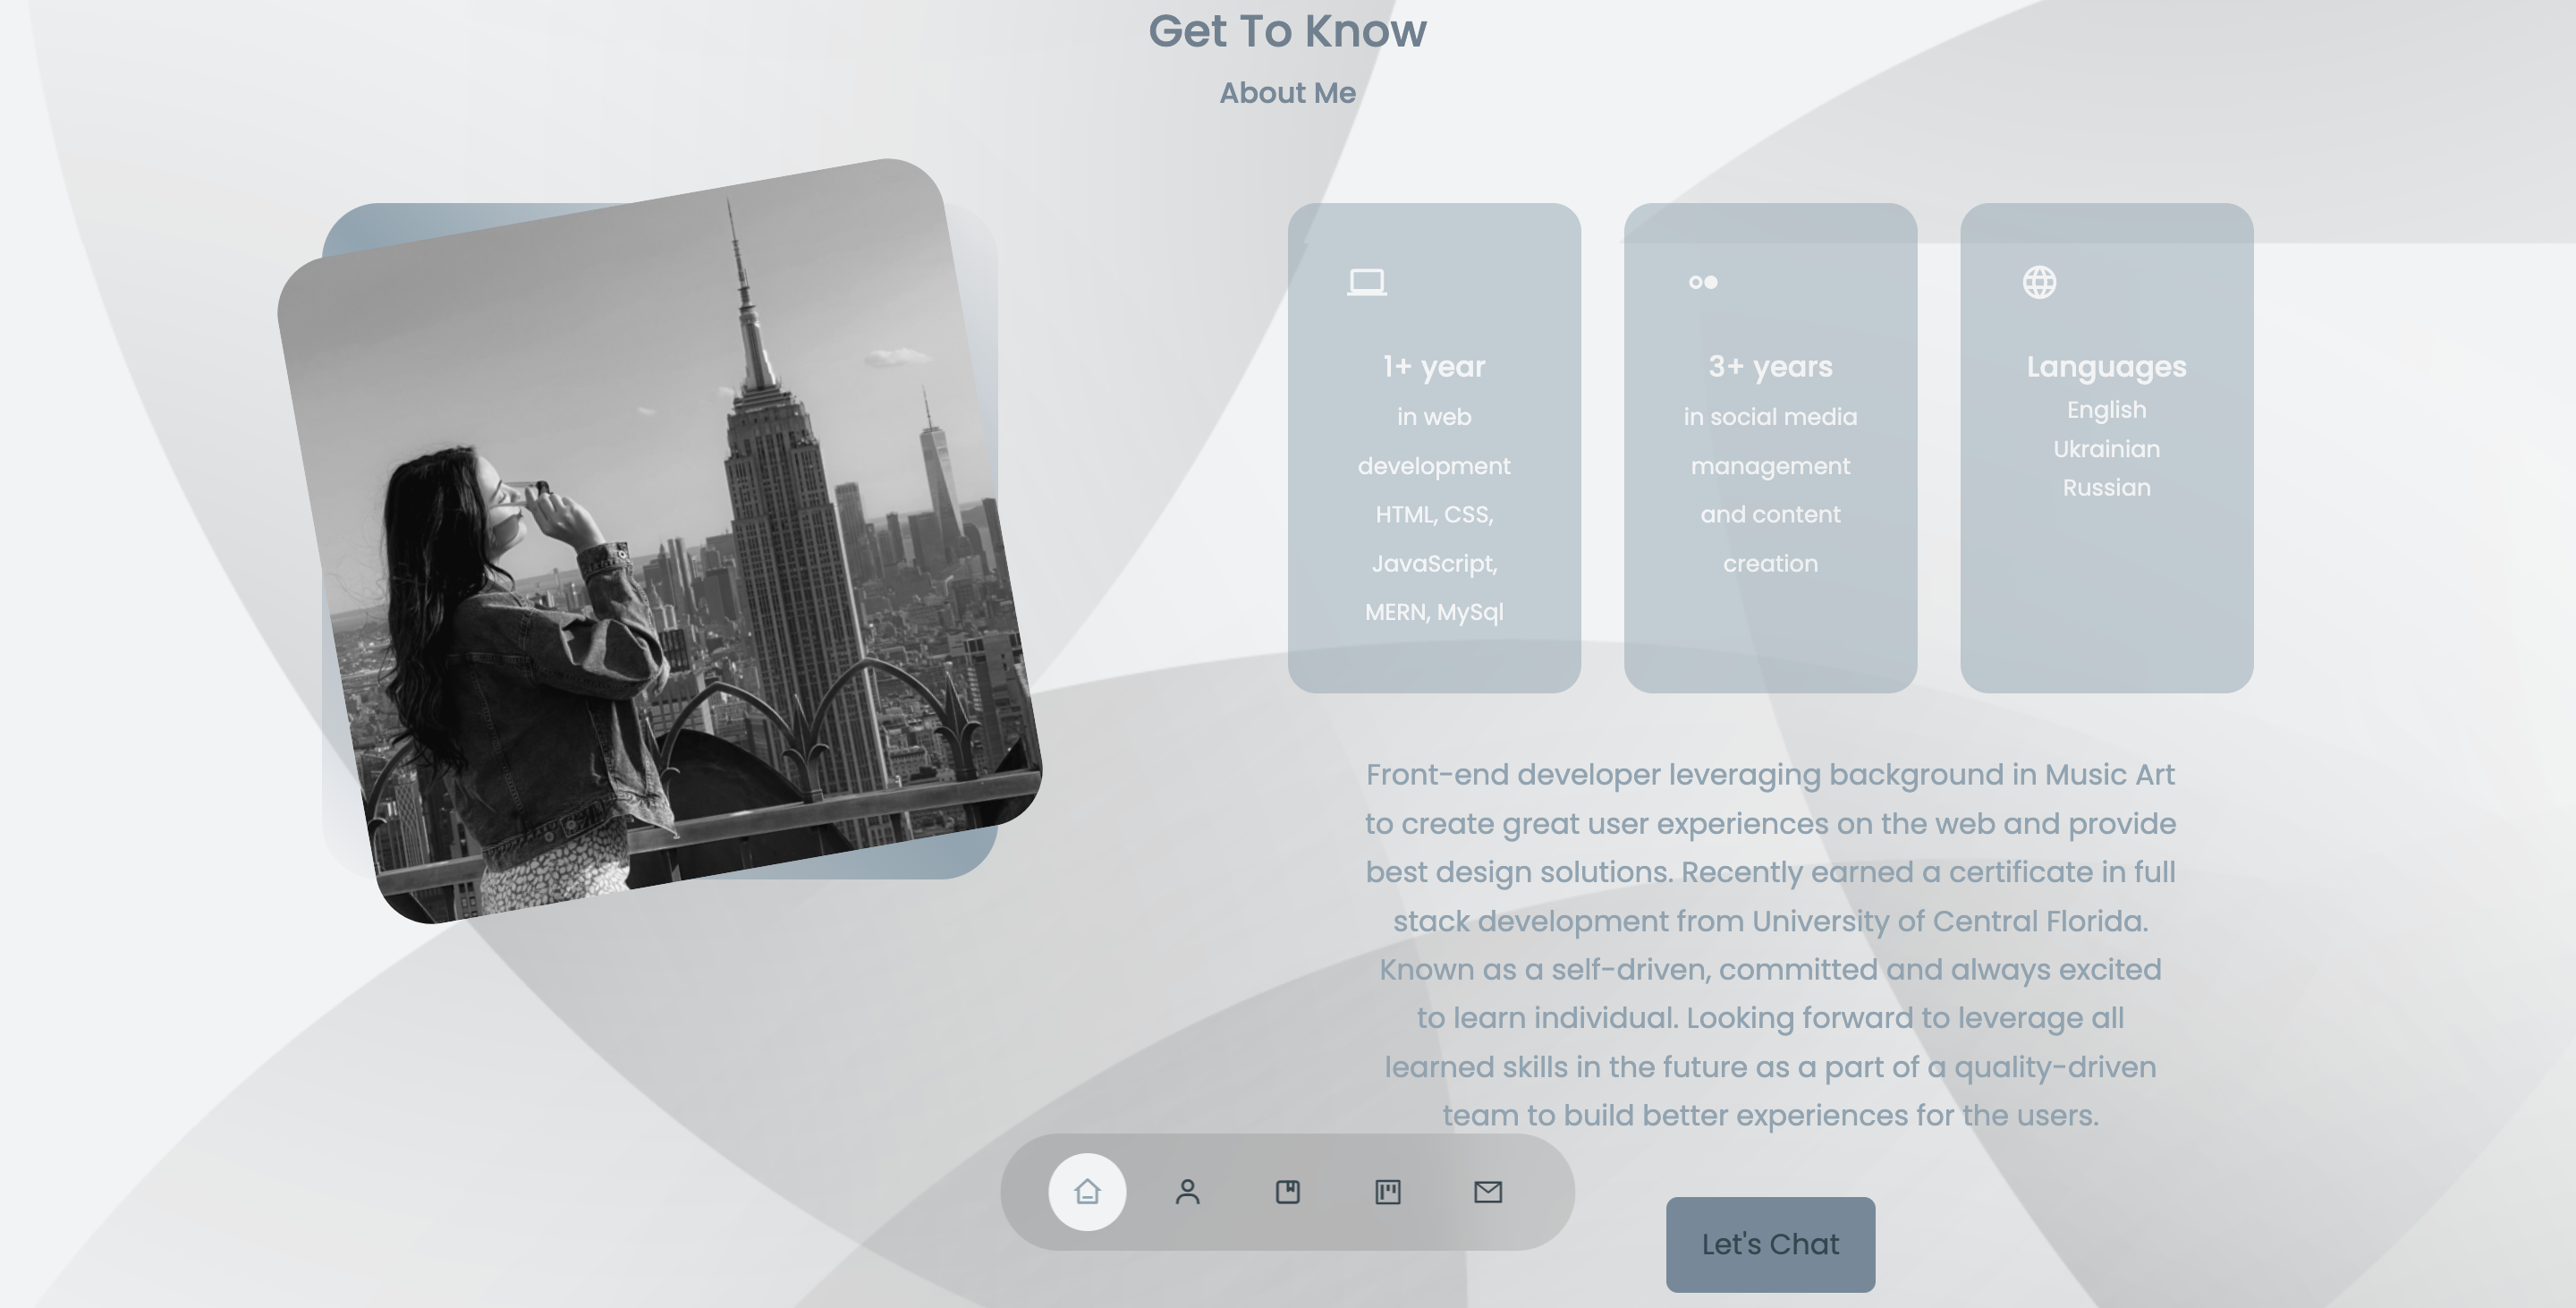 Get To Know
About Me
1+ year
in web
development
HTML, CSS,
JavaScript,
MERN, MySql
3+ years
in social media
management
and content
creation
Languages
English
Ukrainian
Russian
Front-end developer leveraging background in Music Art
to create great user experiences on the web and provide
best design solutions. Recently earned a certificate in full
stack development from University of Central Florida.
Known as a self-driven, committed and always excited
to learn individual. Looking forward to leverage all
learned skills in the future as a part of a quality-driven
team to build better experiences for the users.
Let's Chat